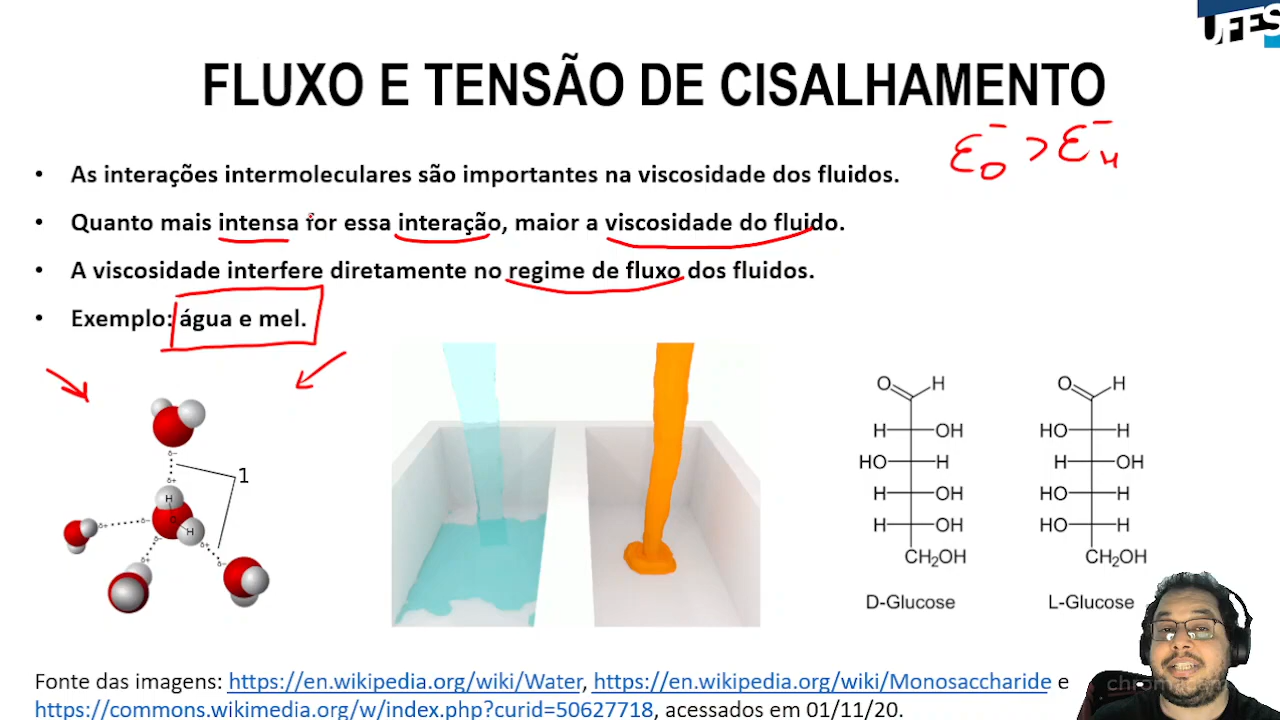 UFES
FLUXO E TENSÃO DE CISALHAMENTO
Ɛ⁻O > Ɛ⁻H
• As interações intermoleculares são importantes na viscosidade dos fluidos.
• Quanto mais intensa for essa interação, maior a viscosidade do fluido.
• A viscosidade interfere diretamente no regime de fluxo dos fluidos.
• Exemplo: água e mel.
δ−
δ+
1
H
O
H
δ+
δ−
δ−
δ+
δ+
δ−
O H
H OH
HO H
H OH
H OH
CH₂OH
D-Glucose
O H
HO H
H OH
HO H
HO H
CH₂OH
L-Glucose
Fonte das imagens: https://en.wikipedia.org/wiki/Water, https://en.wikipedia.org/wiki/Monosaccharide e
https://commons.wikimedia.org/w/index.php?curid=50627718, acessados em 01/11/20.